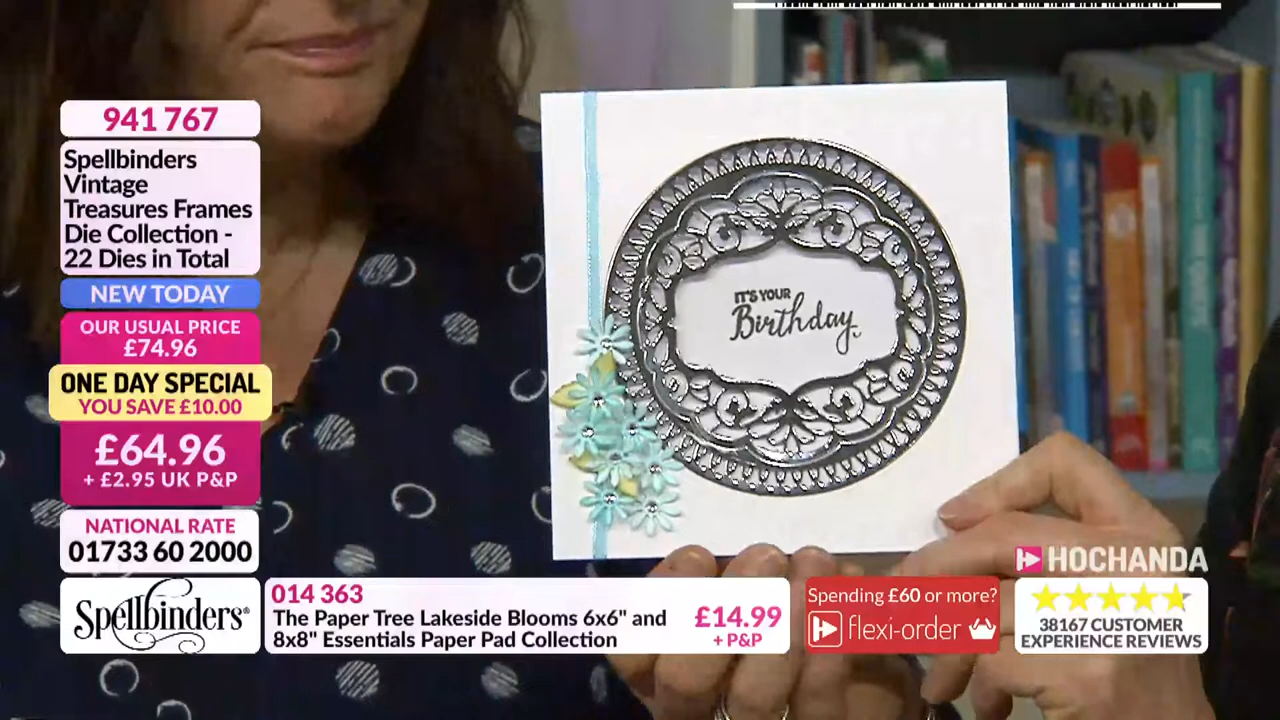 941 767
Spellbinders
Vintage
Treasures Frames
Die Collection -
22 Dies in Total
NEW TODAY
OUR USUAL PRICE
£74.96
ONE DAY SPECIAL
YOU SAVE £10.00
£64.96
+ £2.95 UK P&P
NATIONAL RATE
01733 60 2000
IT'S YOUR
Birthday
HOCHANDA
Spellbinders®
014 363
The Paper Tree Lakeside Blooms 6x6" and
8x8" Essentials Paper Pad Collection
£14.99
+ P&P
Spending £60 or more?
flexi-order
38167 CUSTOMER
EXPERIENCE REVIEWS